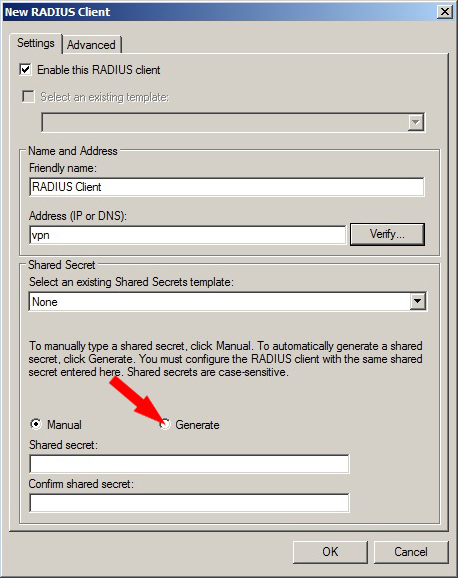 New RADIUS Client
Settings Advanced
Enable this RADIUS client
Select an existing template:
Name and Address
Friendly name:
RADIUS Client
Address (IP or DNS):
vpn Verify...
Shared Secret
Select an existing Shared Secrets template:
None
To manually type a shared secret, click Manual. To automatically generate a shared
secret, click Generate. You must configure the RADIUS client with the same shared
secret entered here. Shared secrets are case-sensitive.
Manual Generate
Shared secret:
Confirm shared secret:
OK Cancel